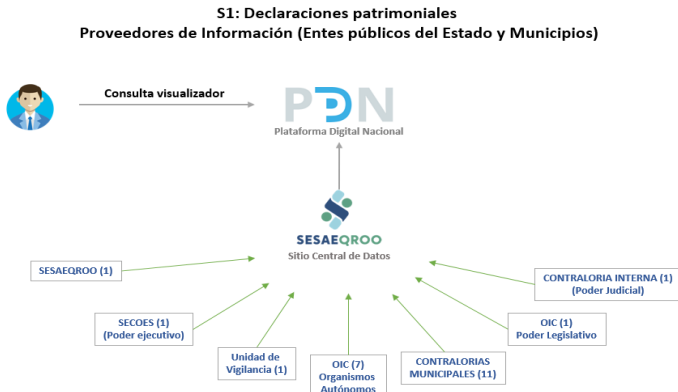 S1: Declaraciones patrimoniales
Proveedores de Información (Entes públicos del Estado y Municipios)
Consulta visualizador
PDN
Plataforma Digital Nacional
SESAEQROO
Sitio Central de Datos
SESAEQROO (1)
CONTRALORIA INTERNA (1)
(Poder Judicial)
SECOES (1)
(Poder ejecutivo)
OIC (1)
Poder Legislativo
Unidad de
Vigilancia (1)
OIC (7)
Organismos
Autónomos
CONTRALORIAS
MUNICIPALES (11)